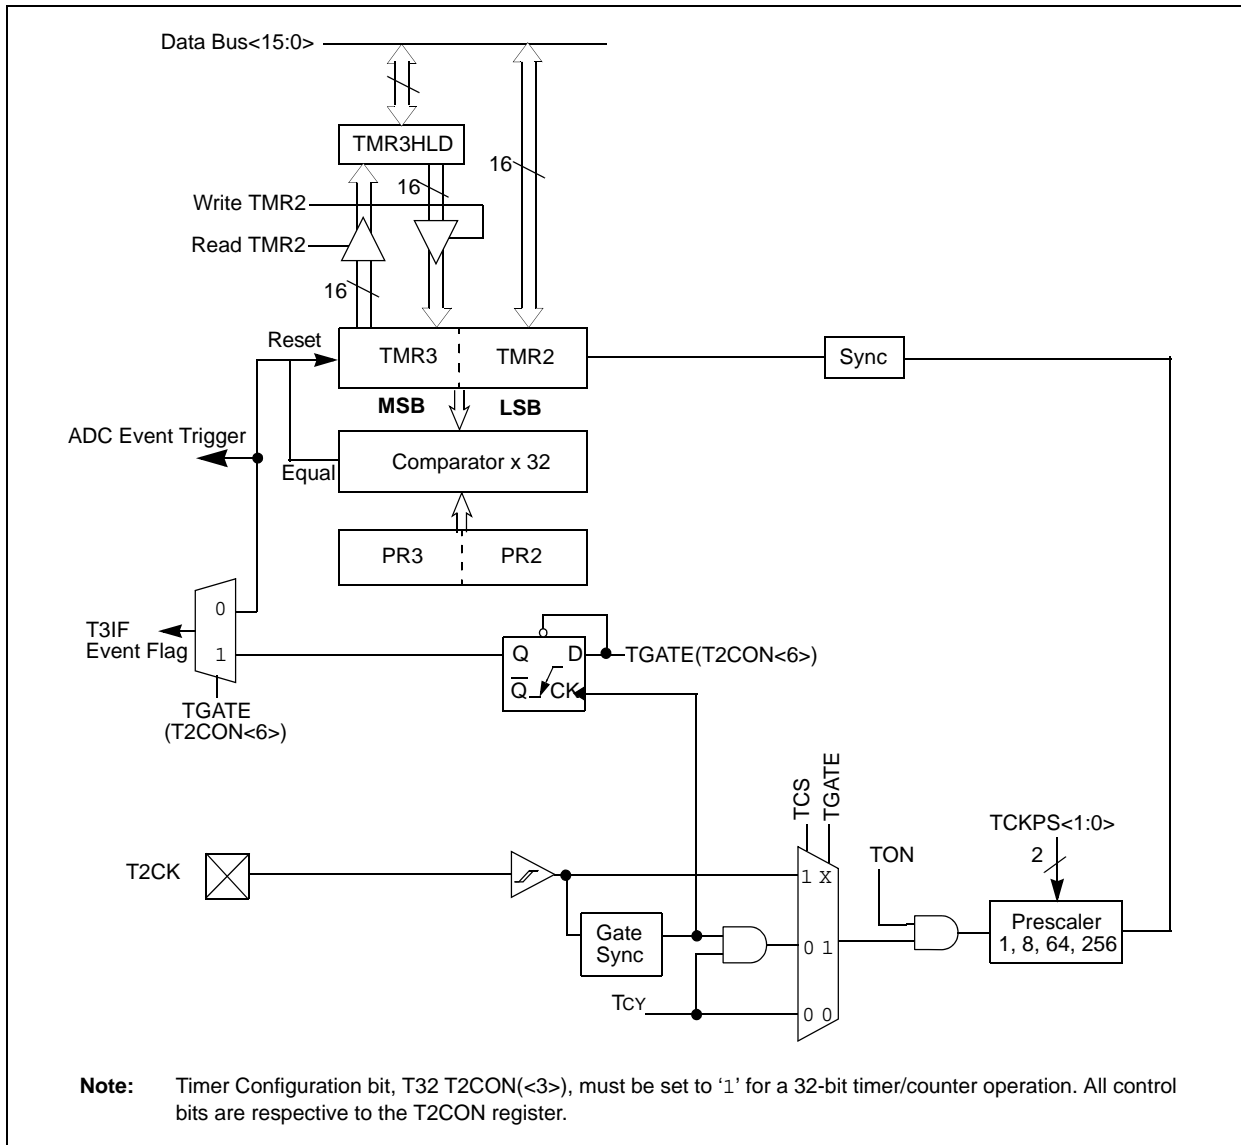 Data Bus<15:0>
TMR3HLD
16
16
Write TMR2
Read TMR2
16
Reset
TMR3
TMR2
Sync
MSB
LSB
ADC Event Trigger
Equal
Comparator x 32
PR3
PR2
0
1
T3IF
Event Flag
TGATE
(T2CON<6>)
Q
D
Q
CK
TGATE(T2CON<6>)
TCS
TGATE
T2CK
1 X
0 1
0 0
Gate
Sync
TCY
TON
TCKPS<1:0>
2
Prescaler
1, 8, 64, 256
Note: Timer Configuration bit, T32 T2CON(<3>), must be set to ‘1’ for a 32-bit timer/counter operation. All control
bits are respective to the T2CON register.